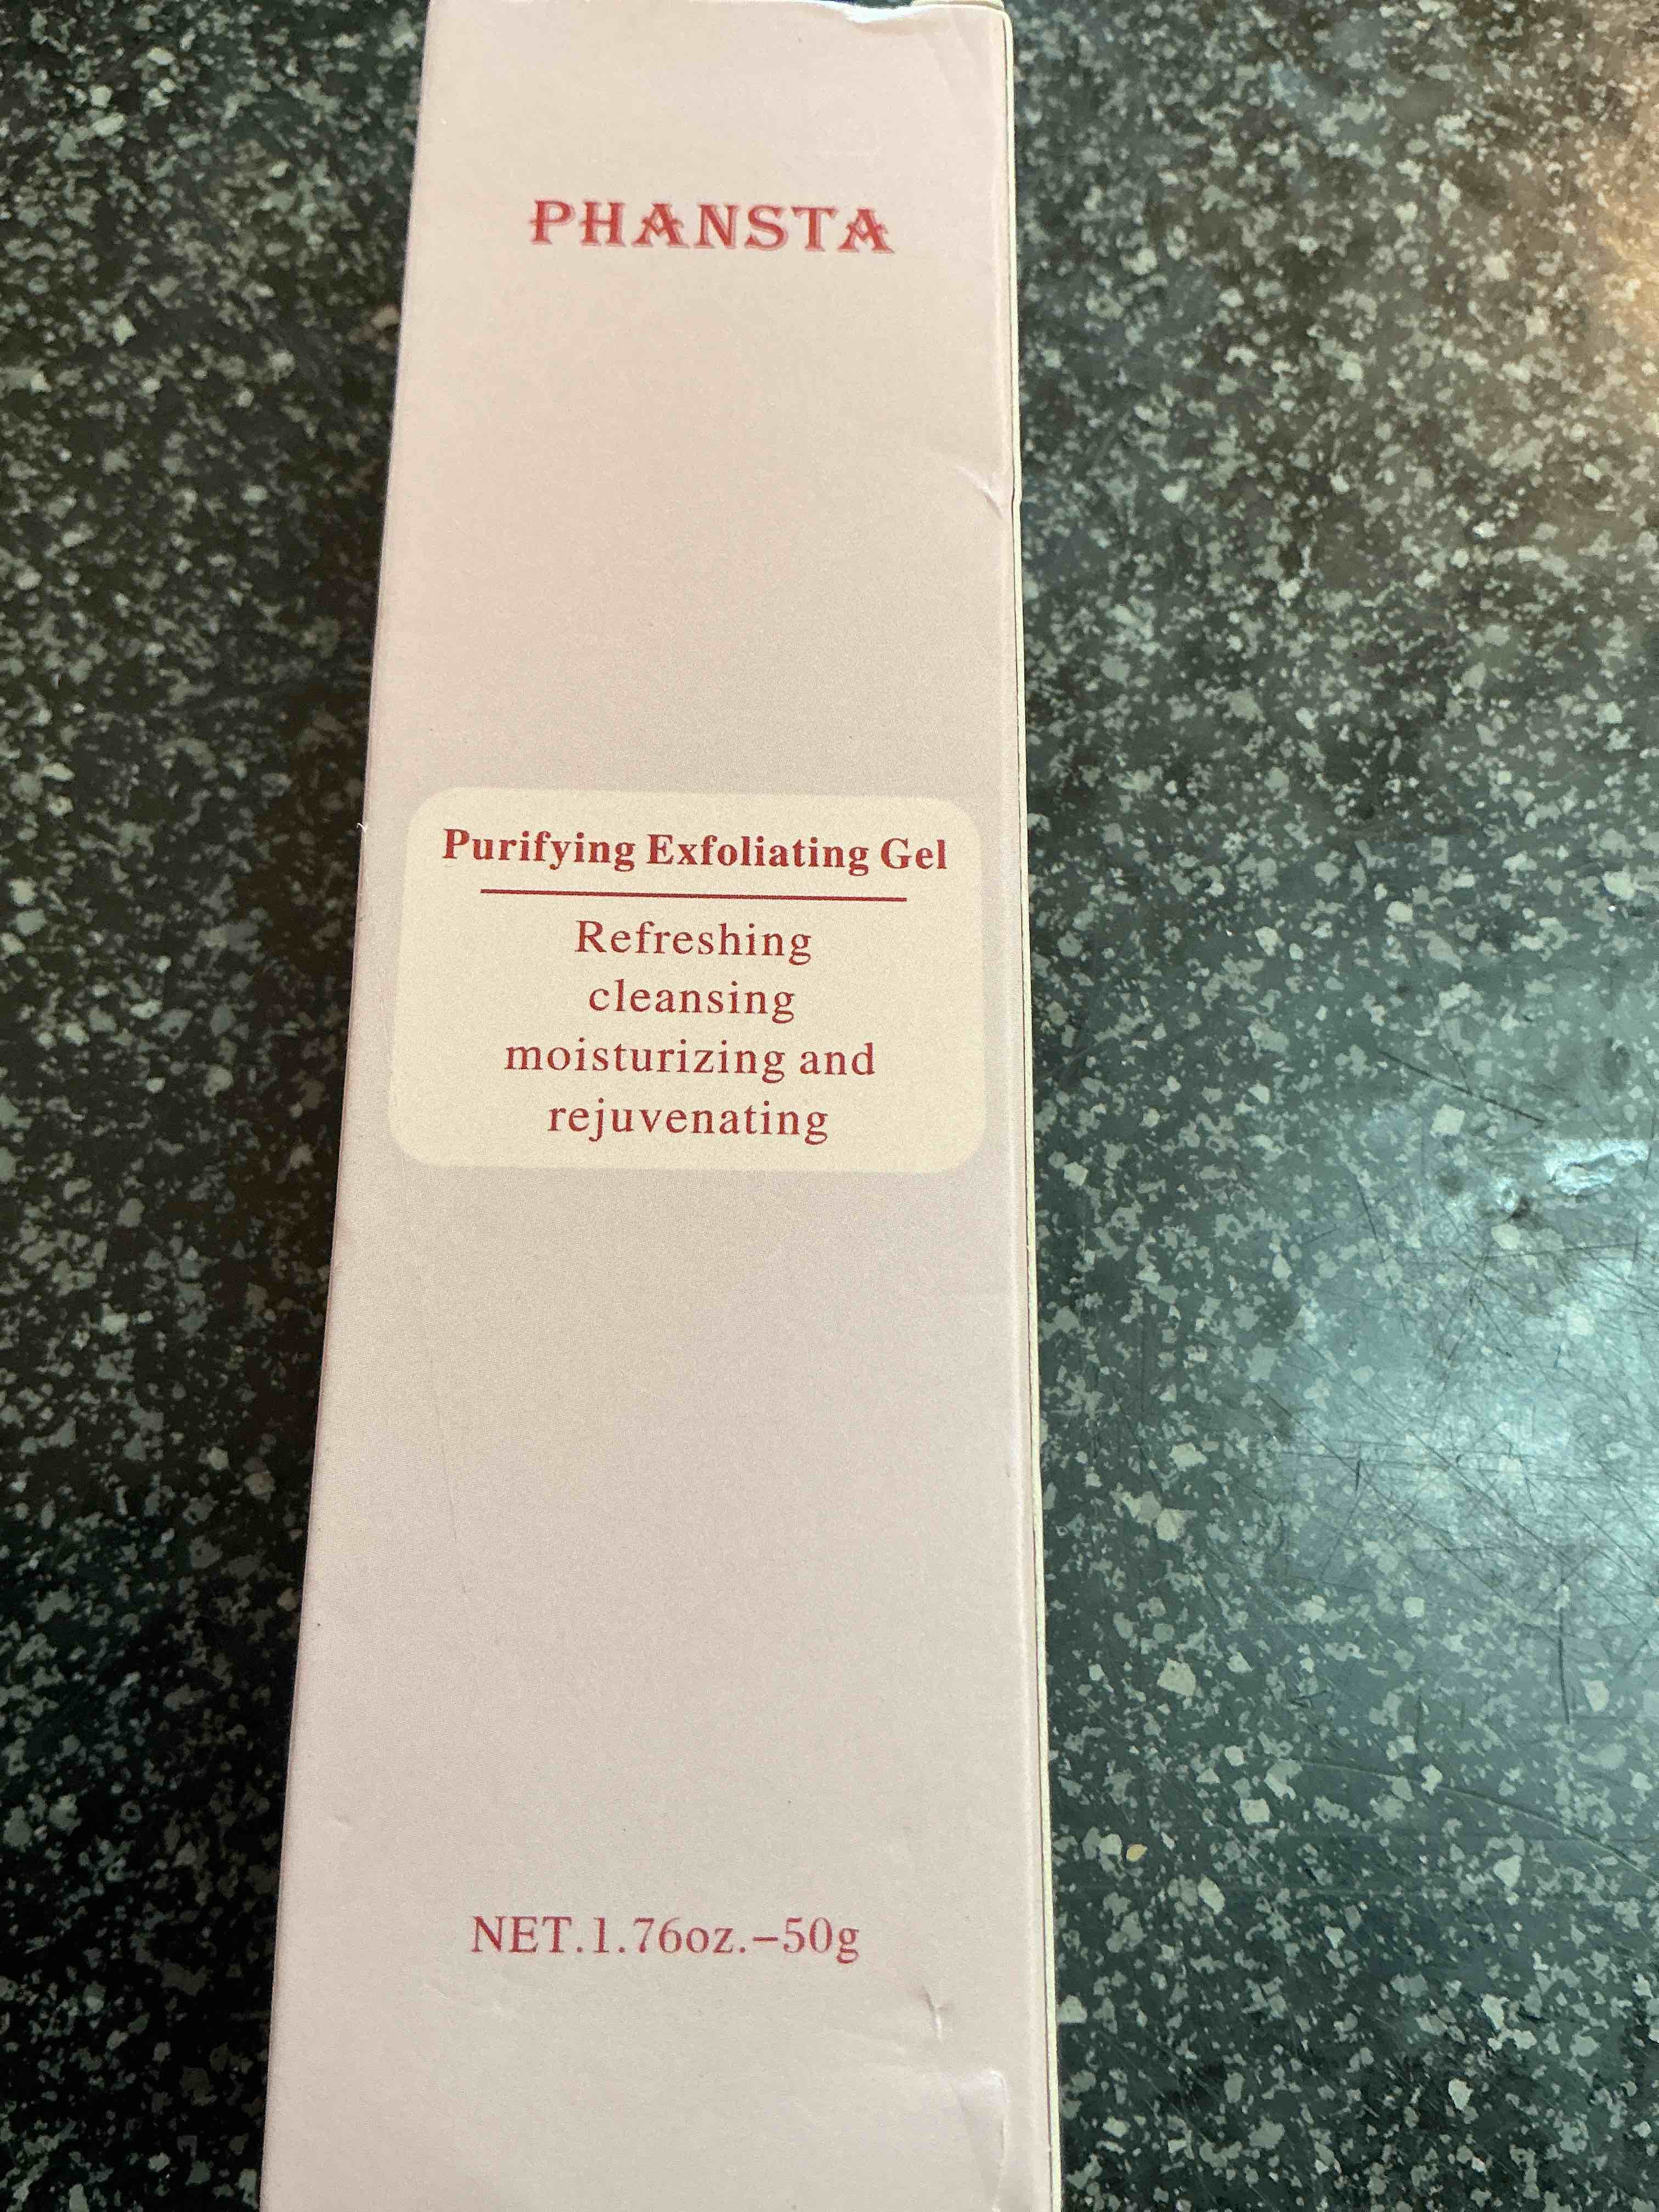 PHANSTA
Purifying Exfoliating Gel
Refreshing
cleansing
moisturizing and
rejuvenating
NET.1.76oz.–50g